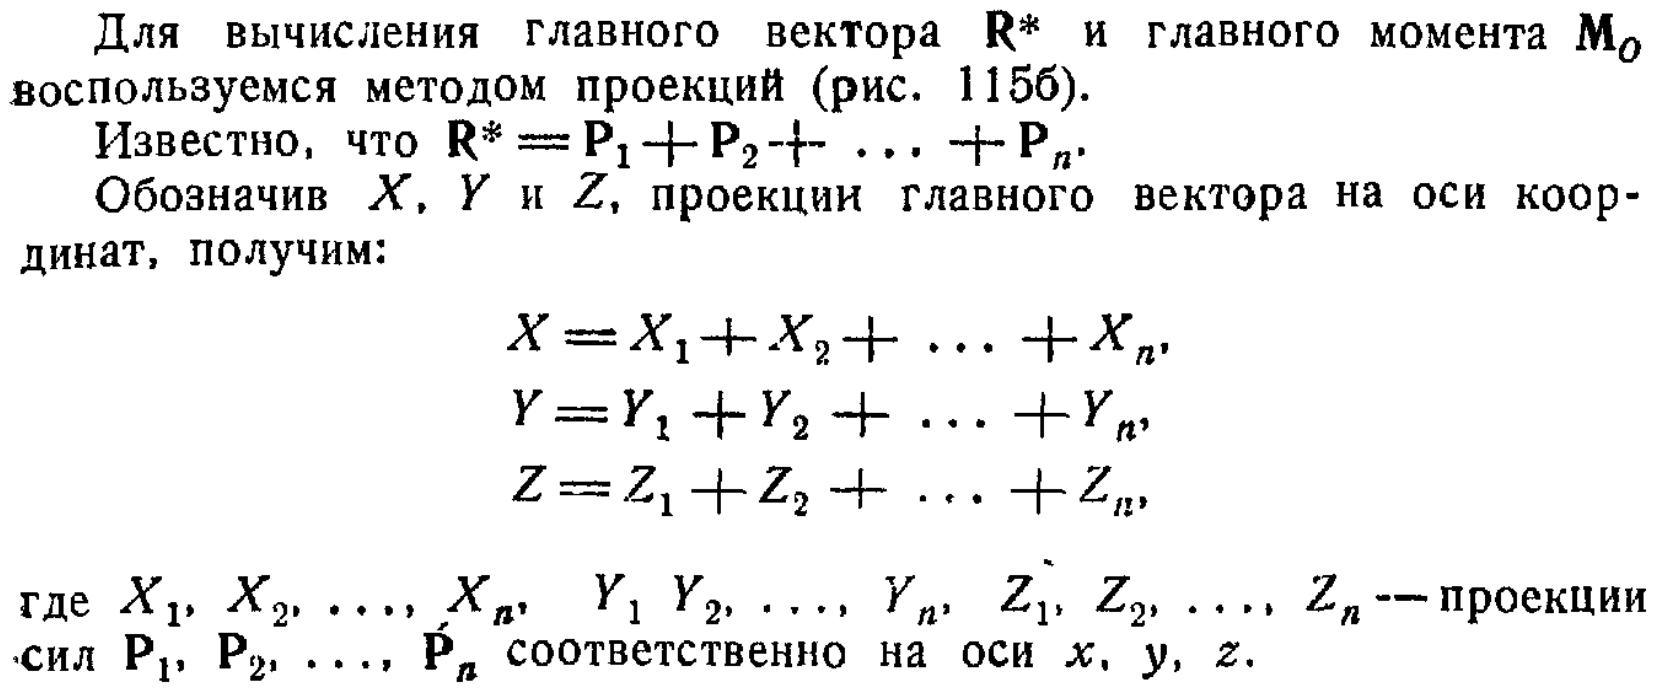 Для вычисления главного вектора R* и главного момента M_O
воспользуемся методом проекций (рис. 115б).
Известно, что R* = P₁ + P₂ + ... + Pₙ.
Обозначив X, Y и Z, проекции главного вектора на оси коор-
динат, получим:
X = X₁ + X₂ + ... + Xₙ,
Y = Y₁ + Y₂ + ... + Yₙ,
Z = Z₁ + Z₂ + ... + Zₙ,
где X₁, X₂, ..., Xₙ, Y₁ Y₂, ..., Yₙ, Z₁, Z₂, ..., Zₙ — проекции
сил P₁, P₂, ..., Pₙ соответственно на оси x, y, z.